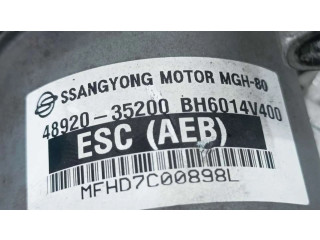 SSANGYONG MOTOR MGH-80
48920-35200 BH6014V400
ESC (AEB)
MFHD7C00898L